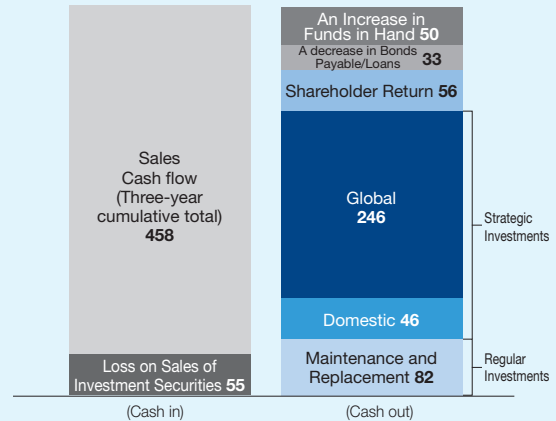 Sales
Cash flow
(Three-year
cumulative total)
458
Loss on Sales of
Investment Securities 55
(Cash in)
An Increase in
Funds in Hand 50
A decrease in Bonds
Payable/Loans 33
Shareholder Return 56
Global
246
Domestic 46
Maintenance and
Replacement 82
(Cash out)
Strategic
Investments
Regular
Investments